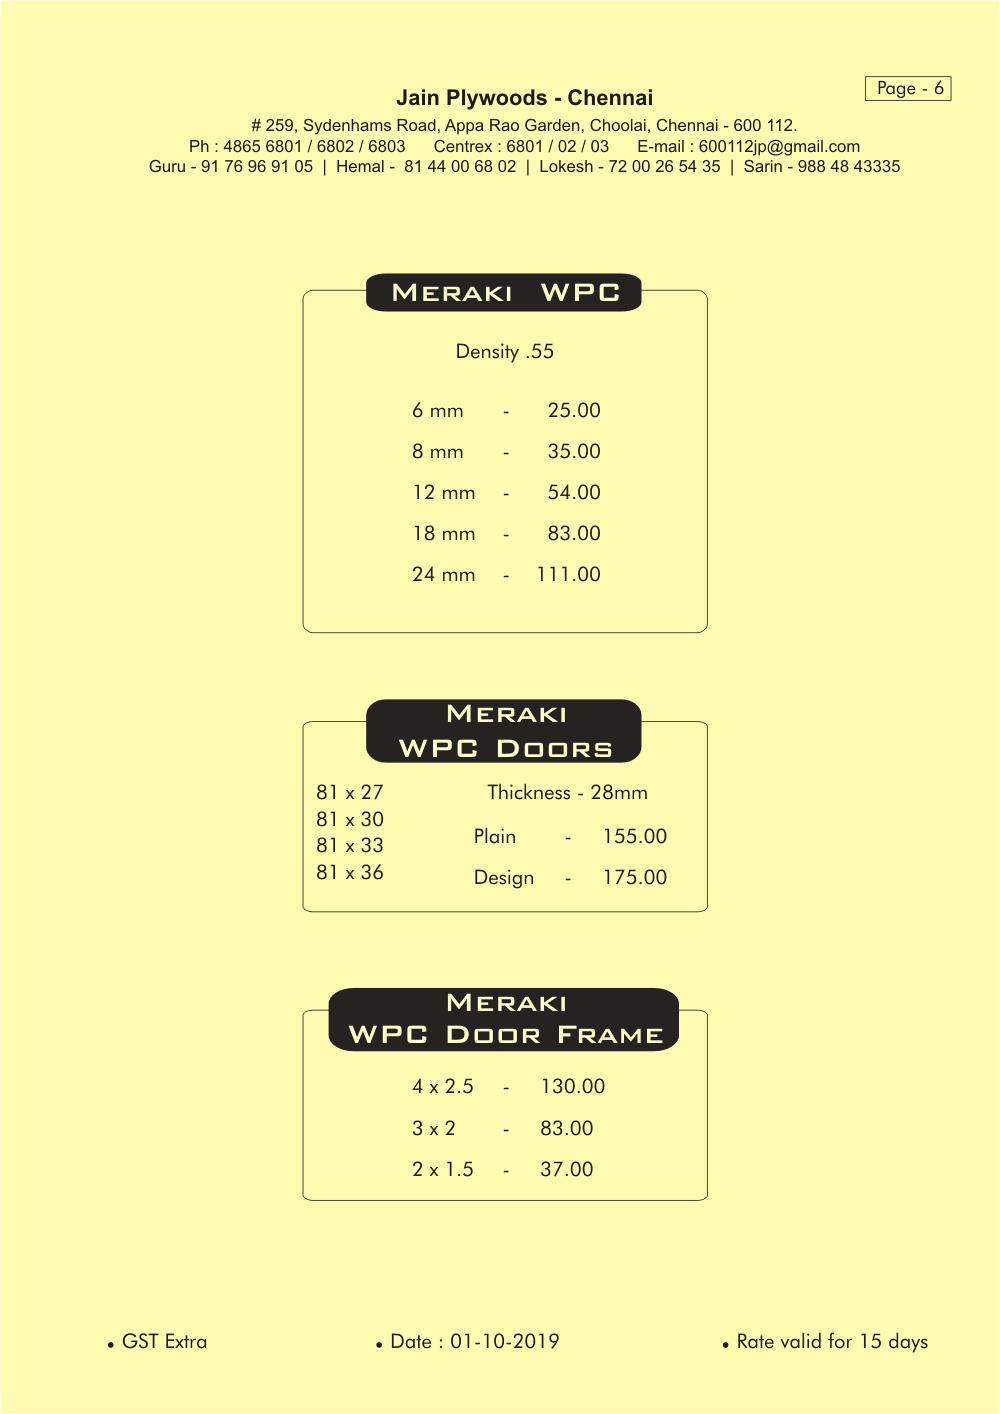 Page - 6
Jain Plywoods - Chennai
# 259, Sydenhams Road, Appa Rao Garden, Choolai, Chennai - 600 112.
Ph : 4865 6801 / 6802 / 6803 Centrex : 6801 / 02 / 03 E-mail : 600112jp@gmail.com
Guru - 91 76 96 91 05 | Hemal - 81 44 00 68 02 | Lokesh - 72 00 26 54 35 | Sarin - 988 48 43335
MERAKI WPC
Density .55
6 mm - 25.00
8 mm - 35.00
12 mm - 54.00
18 mm - 83.00
24 mm - 111.00
MERAKI
WPC DOORS
81 x 27 Thickness - 28mm
81 x 30
81 x 33
81 x 36
Plain - 155.00
Design - 175.00
MERAKI
WPC DOOR FRAME
4 x 2.5 - 130.00
3 x 2 - 83.00
2 x 1.5 - 37.00
• GST Extra • Date : 01-10-2019 • Rate valid for 15 days